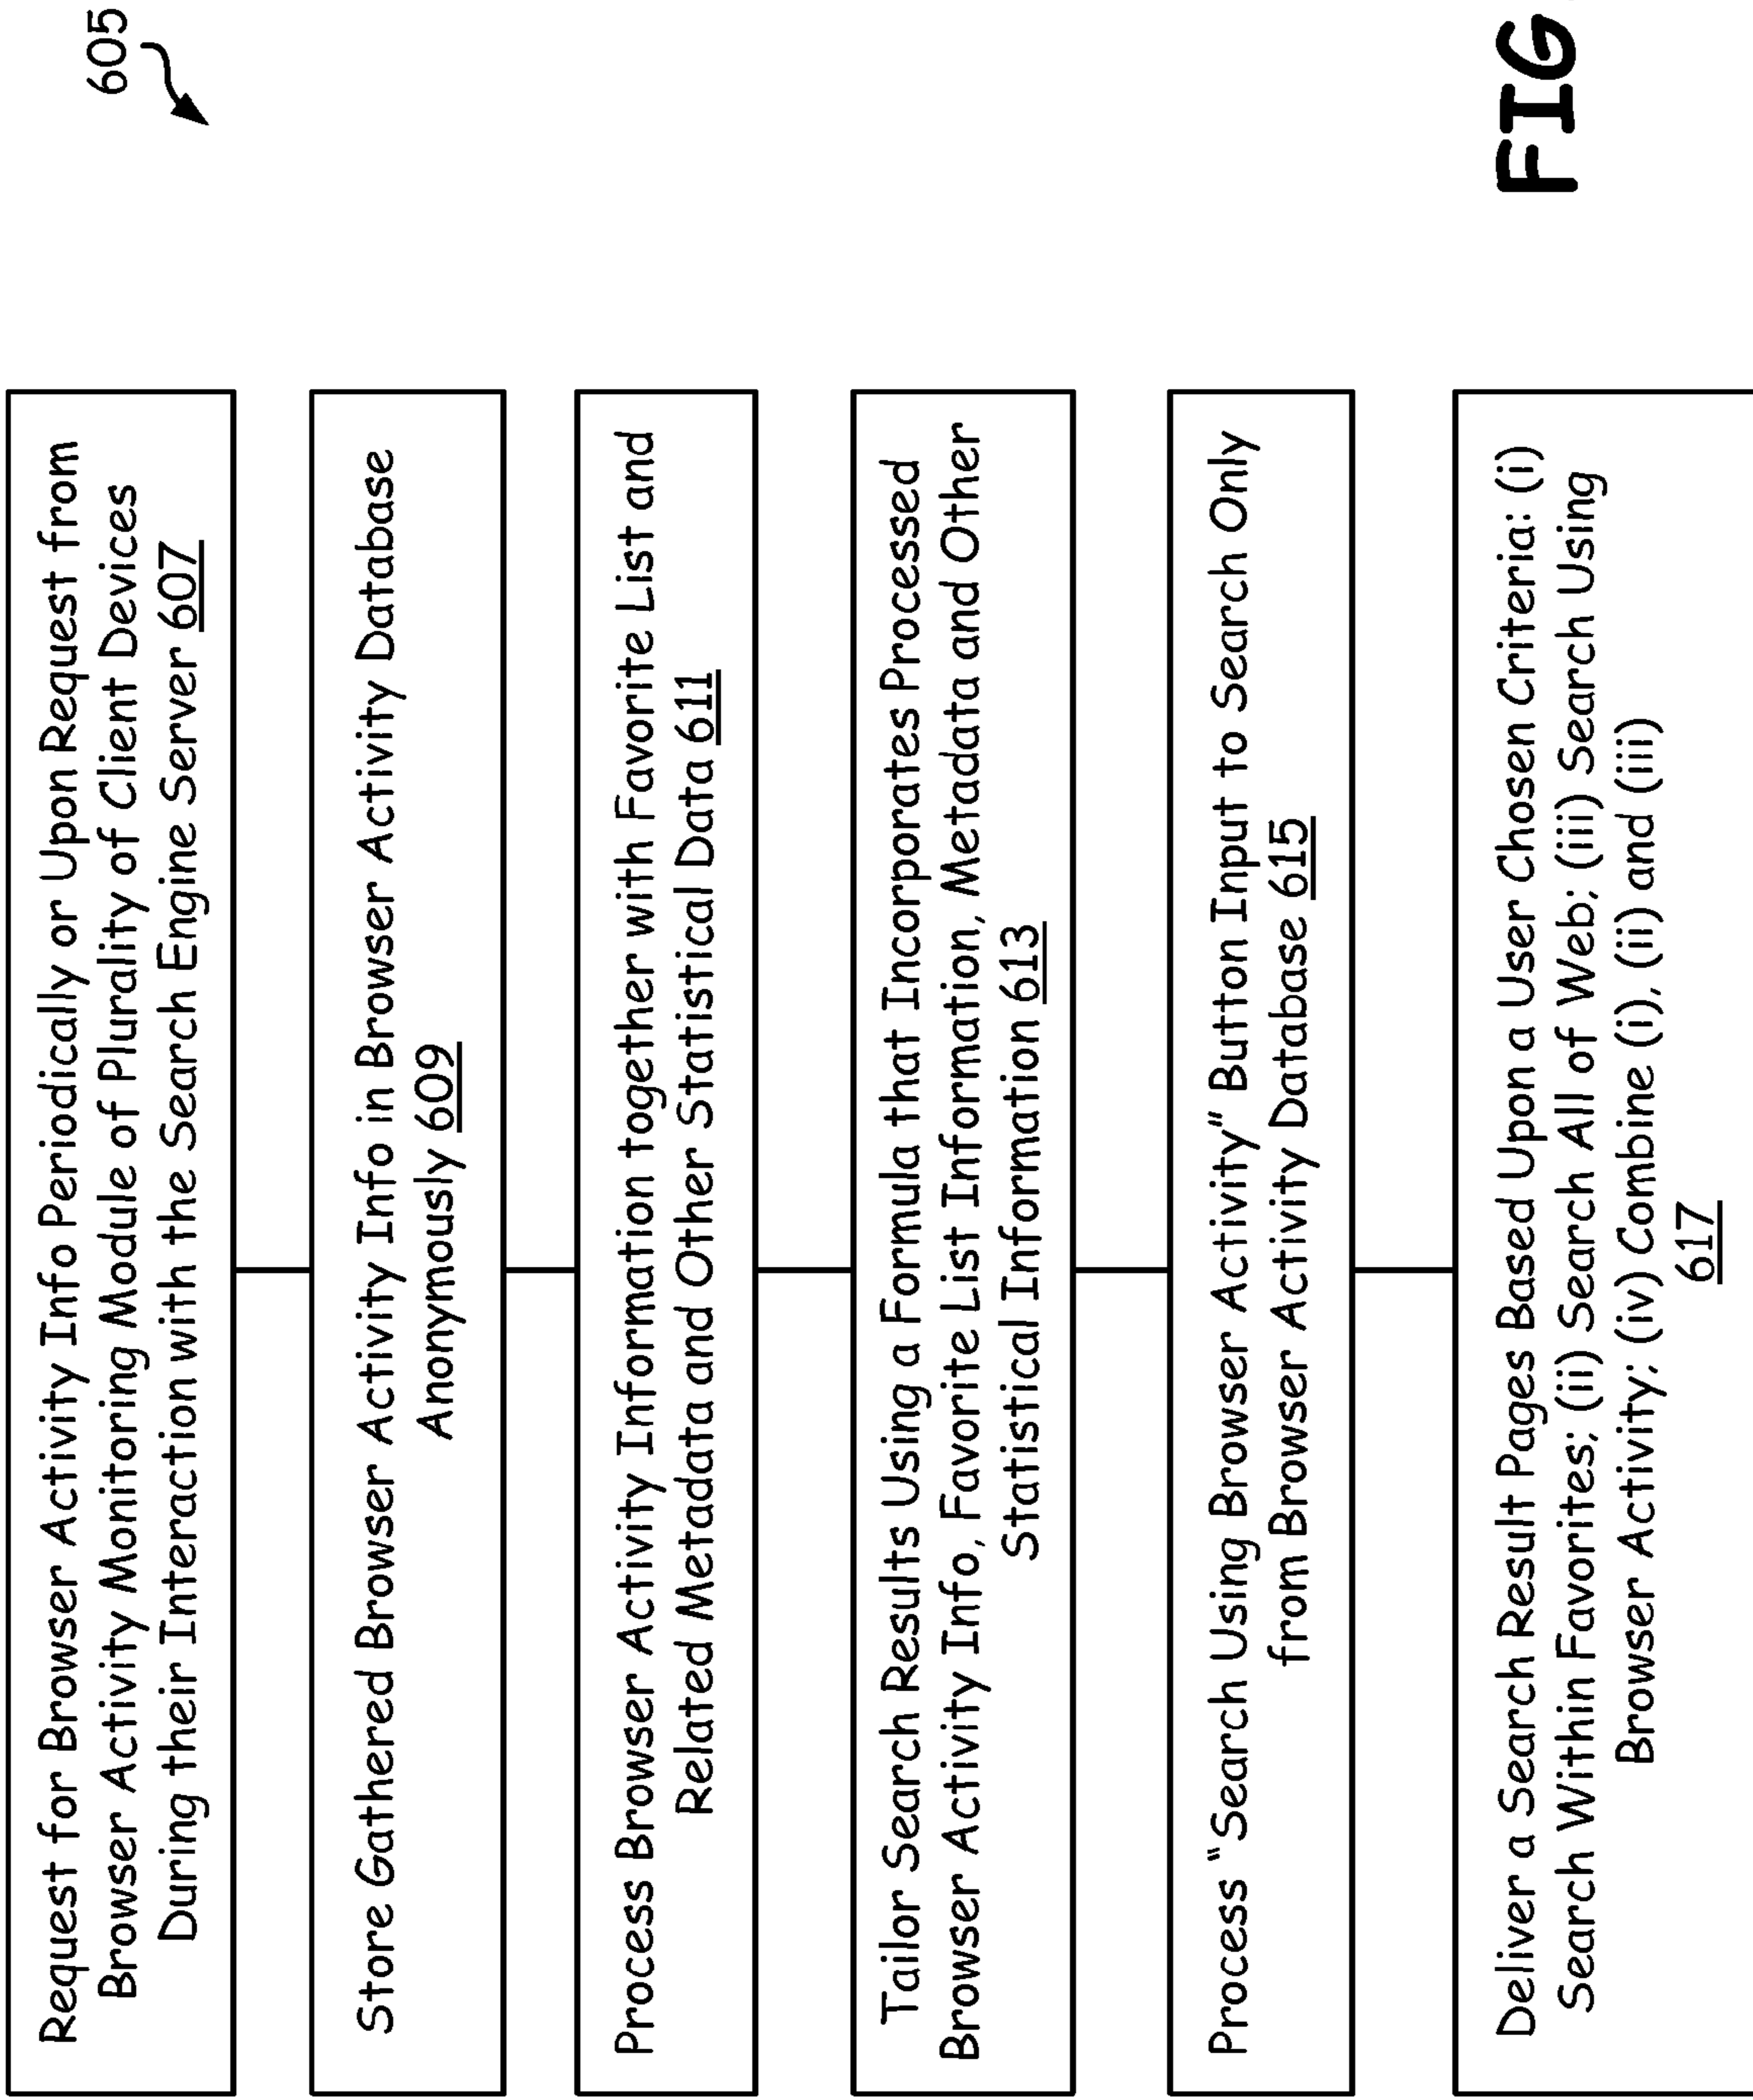 605
Request for Browser Activity Info Periodically or Upon Request from
Browser Activity Monitoring Module of Plurality of Client Devices
During their Interaction with the Search Engine Server 607
Store Gathered Browser Activity Info in Browser Activity Database
Anonymously 609
Process Browser Activity Information together with Favorite List and
Related Metadata and Other Statistical Data 611
Tailor Search Results Using a Formula that Incorporates Processed
Browser Activity Info, Favorite List Information, Metadata and Other
Statistical Information 613
Process “Search Using Browser Activity” Button Input to Search Only
from Browser Activity Database 615
Deliver a Search Result Pages Based Upon a User Chosen Criteria: (i)
Search Within Favorites; (ii) Search All of Web; (iii) Search Using
Browser Activity; (iv) Combine (i), (ii) and (iii)
617
FIG